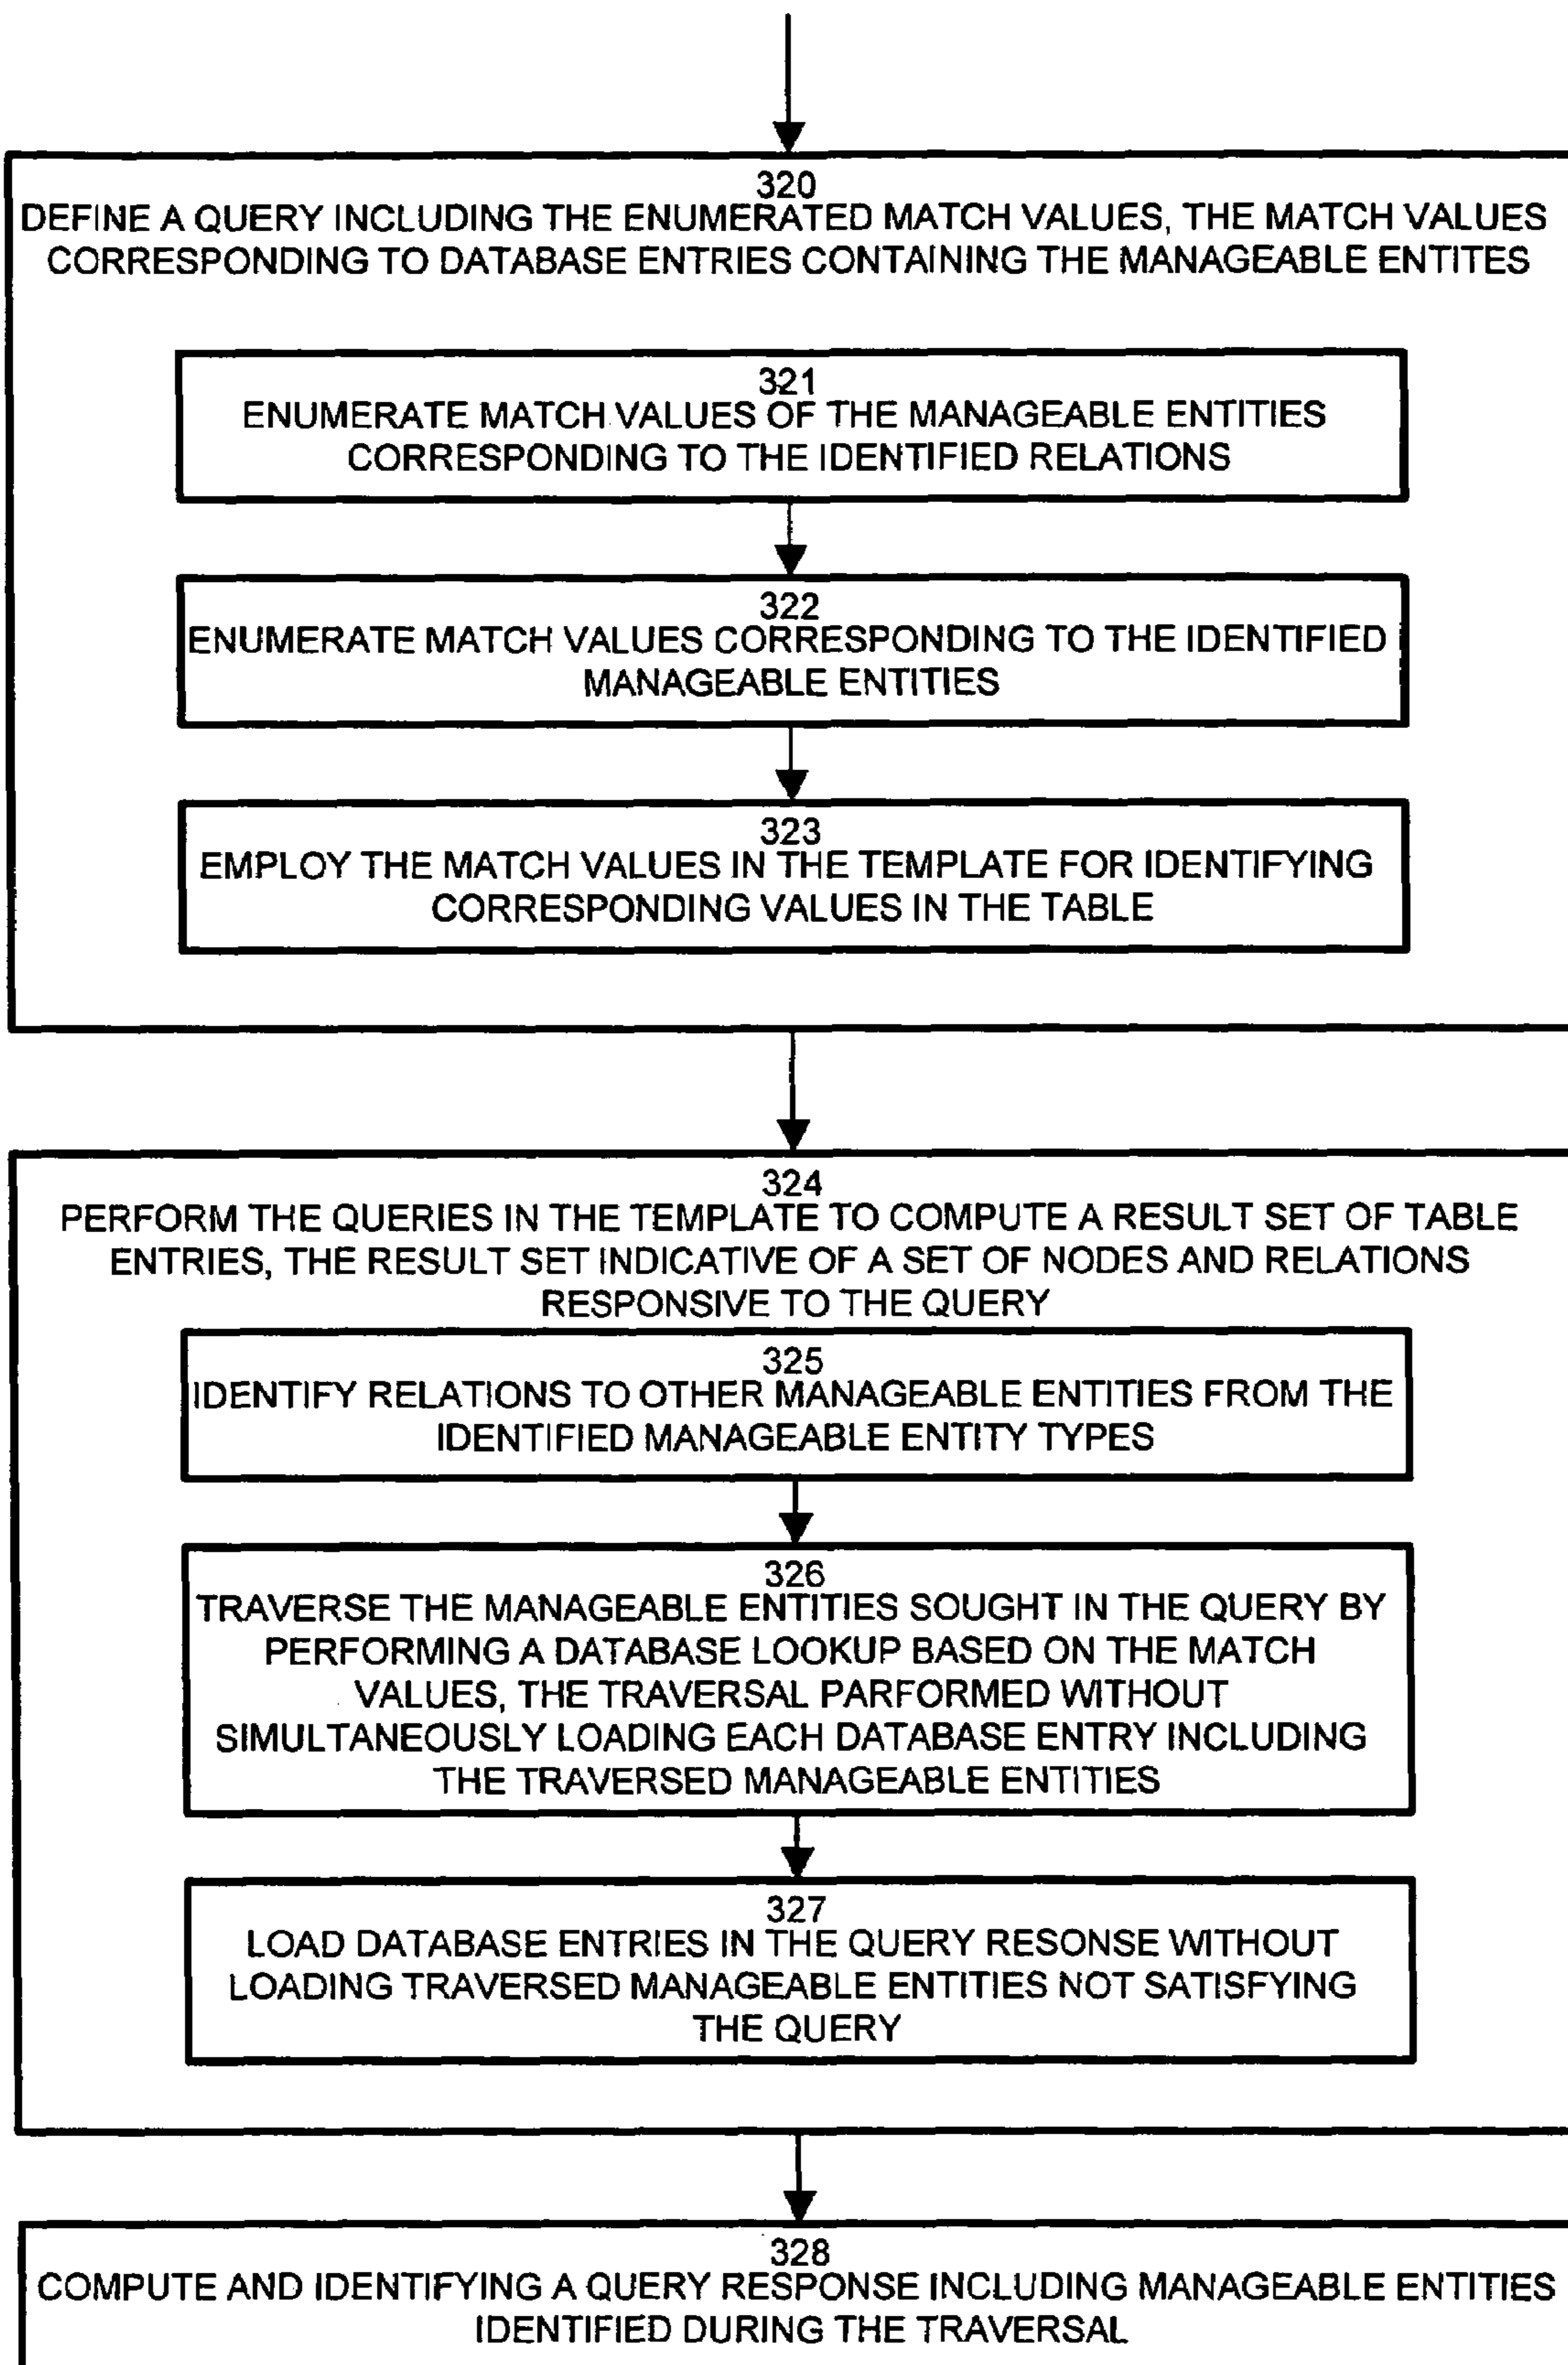 320
DEFINE A QUERY INCLUDING THE ENUMERATED MATCH VALUES, THE MATCH VALUES
CORRESPONDING TO DATABASE ENTRIES CONTAINING THE MANAGEABLE ENTITES
321
ENUMERATE MATCH VALUES OF THE MANAGEABLE ENTITIES
CORRESPONDING TO THE IDENTIFIED RELATIONS
322
ENUMERATE MATCH VALUES CORRESPONDING TO THE IDENTIFIED
MANAGEABLE ENTITIES
323
EMPLOY THE MATCH VALUES IN THE TEMPLATE FOR IDENTIFYING
CORRESPONDING VALUES IN THE TABLE
324
PERFORM THE QUERIES IN THE TEMPLATE TO COMPUTE A RESULT SET OF TABLE
ENTRIES, THE RESULT SET INDICATIVE OF A SET OF NODES AND RELATIONS
RESPONSIVE TO THE QUERY
325
IDENTIFY RELATIONS TO OTHER MANAGEABLE ENTITIES FROM THE
IDENTIFIED MANAGEABLE ENTITY TYPES
326
TRAVERSE THE MANAGEABLE ENTITIES SOUGHT IN THE QUERY BY
PERFORMING A DATABASE LOOKUP BASED ON THE MATCH
VALUES, THE TRAVERSAL PARFORMED WITHOUT
SIMULTANEOUSLY LOADING EACH DATABASE ENTRY INCLUDING
THE TRAVERSED MANAGEABLE ENTITIES
327
LOAD DATABASE ENTRIES IN THE QUERY RESONSE WITHOUT
LOADING TRAVERSED MANAGEABLE ENTITIES NOT SATISFYING
THE QUERY
328
COMPUTE AND IDENTIFYING A QUERY RESPONSE INCLUDING MANAGEABLE ENTITIES
IDENTIFIED DURING THE TRAVERSAL